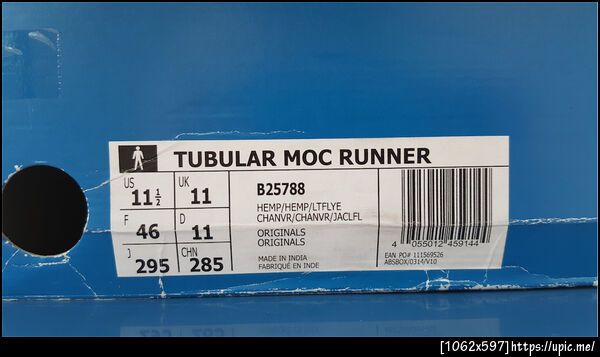 TUBULAR MOC RUNNER
US
11 1/2
UK
11
F
46
D
11
J
295
CHN
285
B25788
HEMP/HEMP/LTFLYE
CHANVR/CHANVR/JACLFL
ORIGINALS
ORIGINALS
MADE IN INDIA
FABRIQUÉ EN INDE
4 055012 459144
EAN PO# 111569526
ABSBOX/0314/V10
[1062x597]https://upic.me/